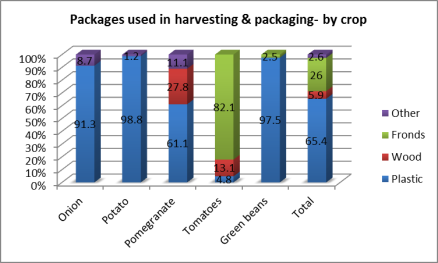 Packages used in harvesting & packaging- by crop
100%
90%
80%
70%
60%
50%
40%
30%
20%
10%
0%
8.7
91.3
1.2
98.8
11.1
27.8
61.1
82.1
13.1
4.8
2.5
97.5
2.6
26
5.9
65.4
Onion
Potato
Pomegranate
Tomatoes
Green beans
Total
Other
Fronds
Wood
Plastic